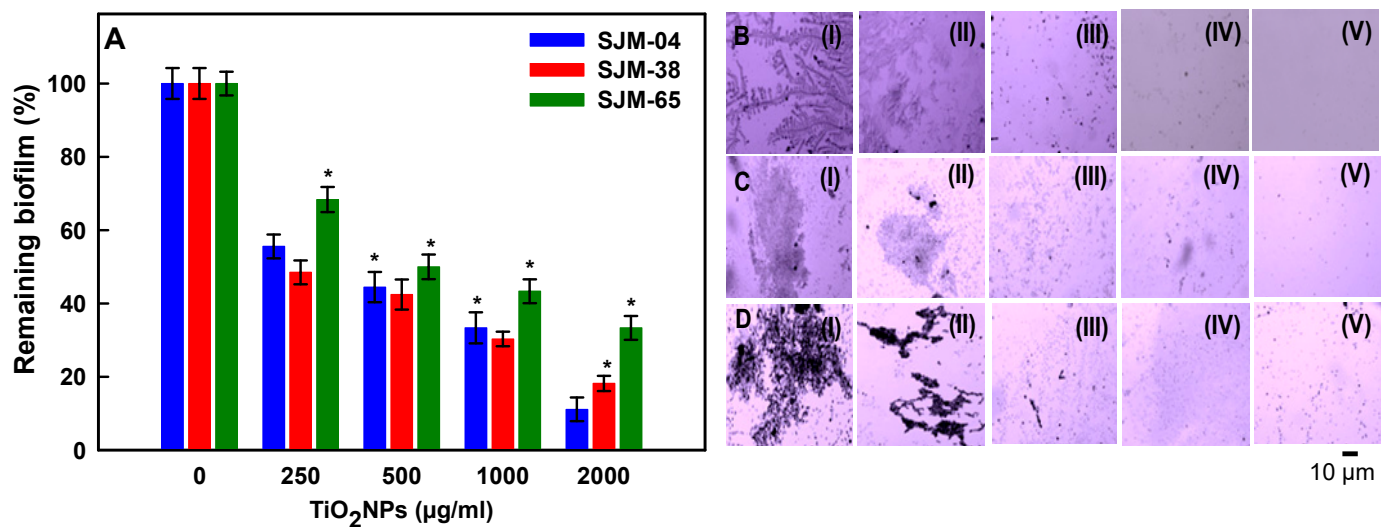 A
SJM-04
SJM-38
SJM-65
Remaining biofilm (%)
100
80
60
40
20
0
* * * * * * * *
0 250 500 1000 2000
TiO2NPs (µg/ml)
B (I) (II) (III) (IV) (V)
C (I) (II) (III) (IV) (V)
D (I) (II) (III) (IV) (V)
10 µm